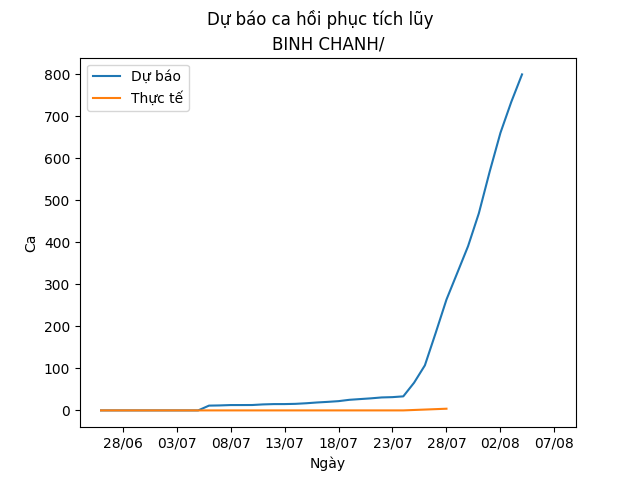 Dự báo ca hồi phục tích lũy
BINH CHANH/
Dự báo
Thực tế
800
700
600
500
400
300
200
100
0
Ca
28/06 03/07 08/07 13/07 18/07 23/07 28/07 02/08 07/08
Ngày